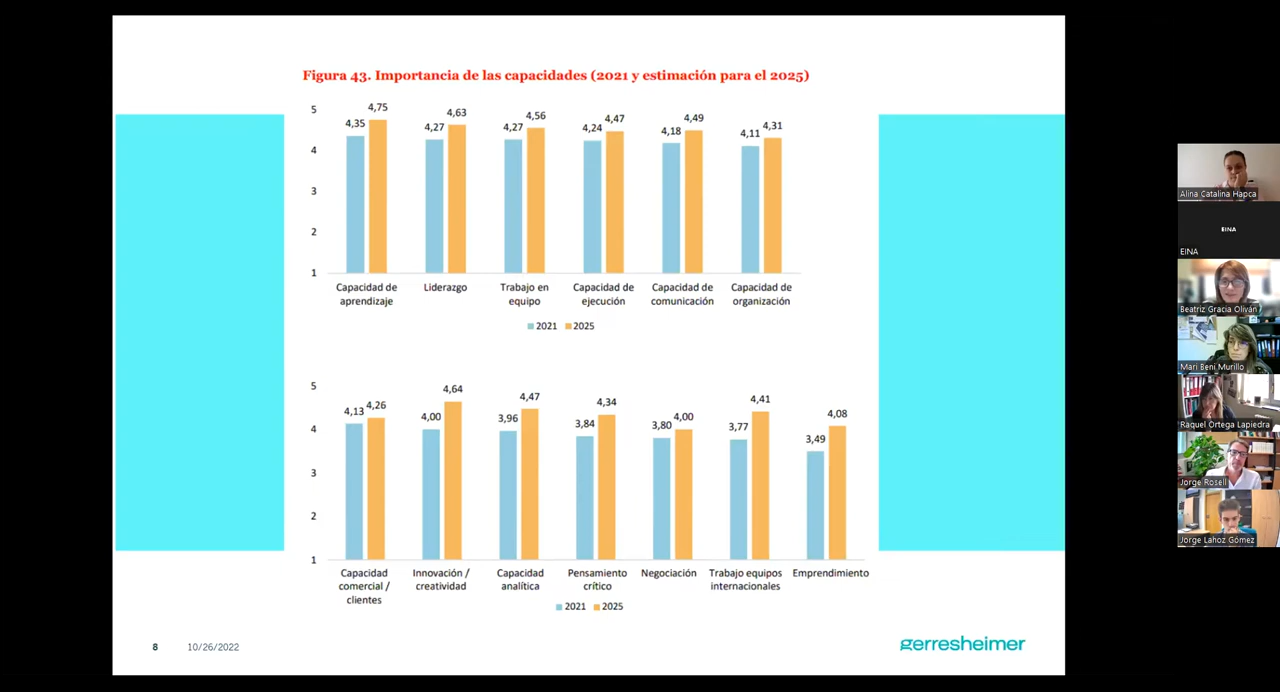 Figura 43. Importancia de las capacidades (2021 y estimación para el 2025)
5
4
3
2
1
4,35 4,75
4,27 4,63
4,27 4,56
4,24 4,47
4,18 4,49
4,11 4,31
Capacidad de
aprendizaje
Liderazgo
Trabajo en
equipo
Capacidad de
ejecución
Capacidad de
comunicación
Capacidad de
organización
2021 2025
5
4
3
2
1
4,13 4,26
4,00 4,64
3,96 4,47
3,84 4,34
3,80 4,00
3,77 4,41
3,49 4,08
Capacidad
comercial /
clientes
Innovación /
creatividad
Capacidad
analítica
Pensamiento
crítico
Negociación
Trabajo equipos
internacionales
Emprendimiento
2021 2025
8 10/26/2022
gerresheimer
Alina Catalina Hapca
EINA
EINA
Beatriz Gracia Oliván
Mari Beni Murillo
Raquel Ortega Lapiedra
Jorge Rosell
Jorge Lahoz Gómez